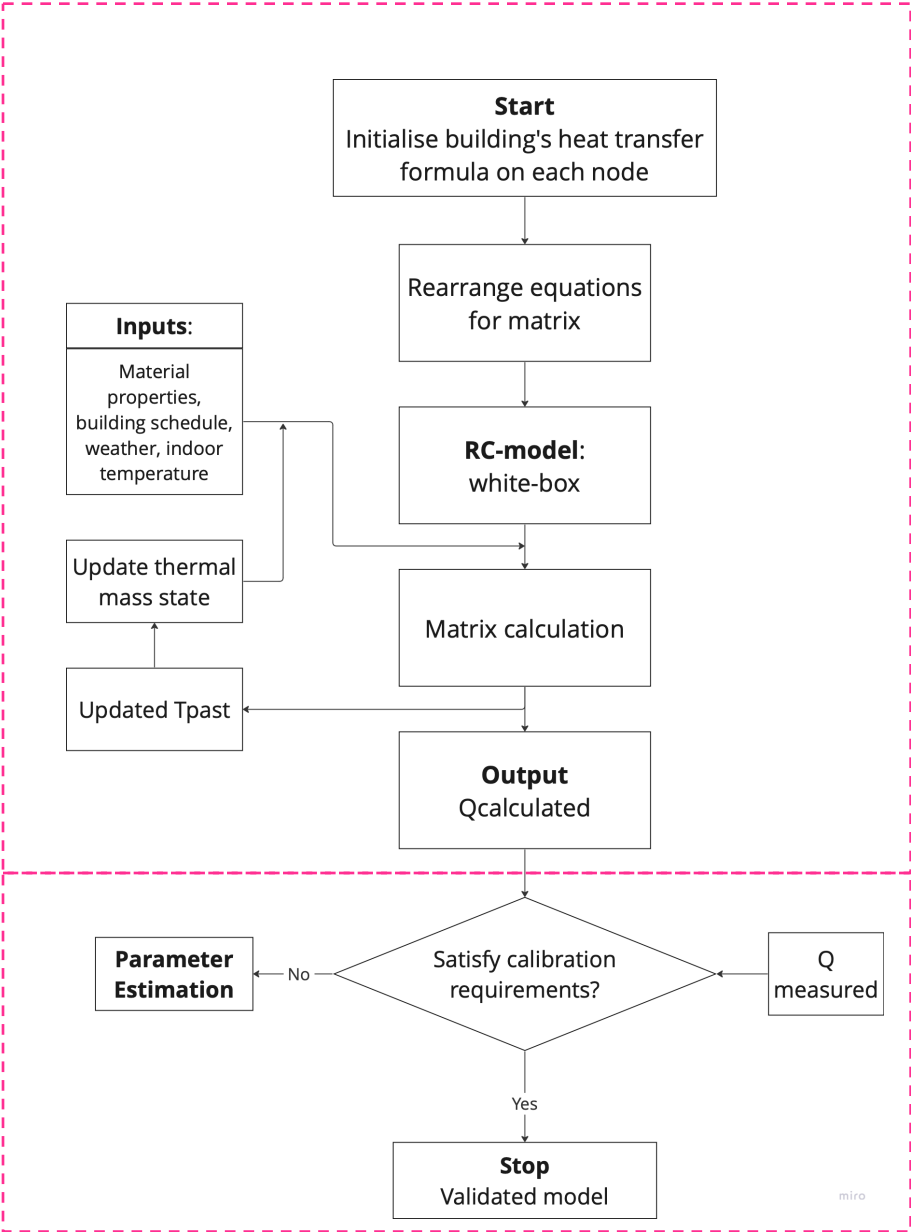 Start
Initialise building's heat transfer
formula on each node
Rearrange equations
for matrix
Inputs:
Material
properties,
building schedule,
weather, indoor
temperature
RC-model:
white-box
Update thermal
mass state
Matrix calculation
Updated Tpast
Output
Qcalculated
Satisfy calibration
requirements?
No
Parameter
Estimation
Q
measured
Yes
Stop
Validated model
miro